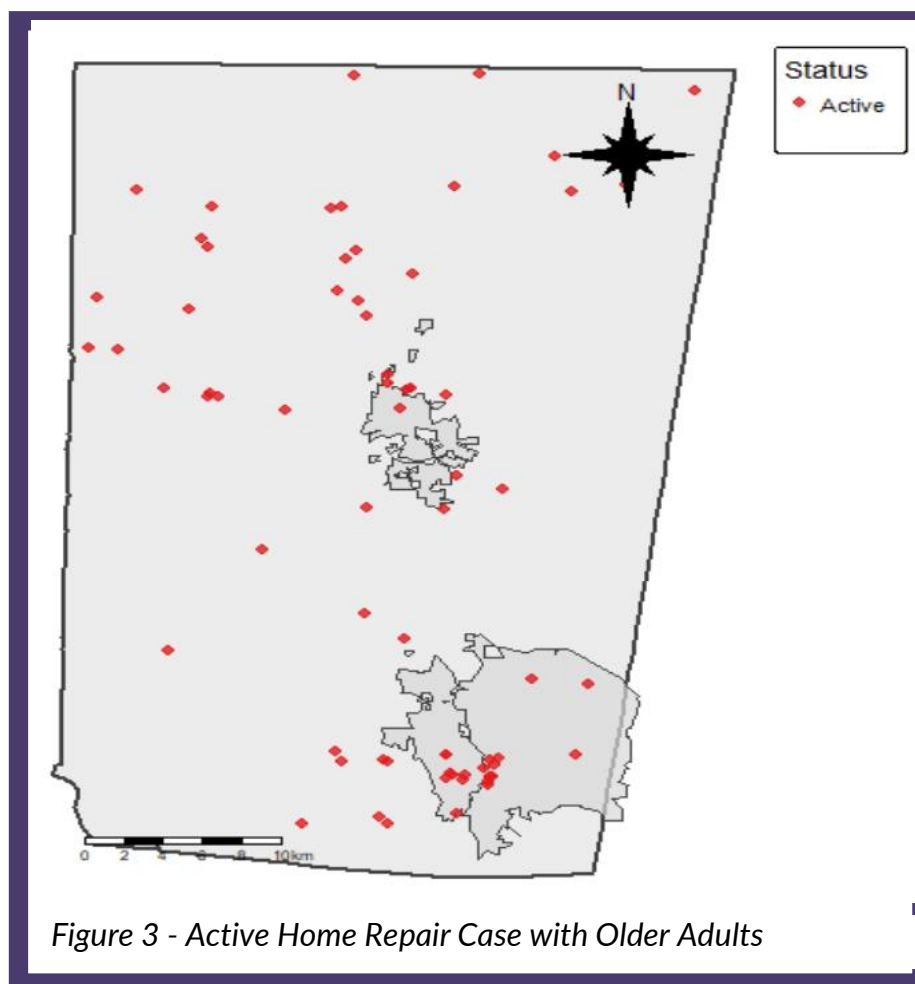 Status
Active
N
0 2 4 6 8 10km
Figure 3 - Active Home Repair Case with Older Adults